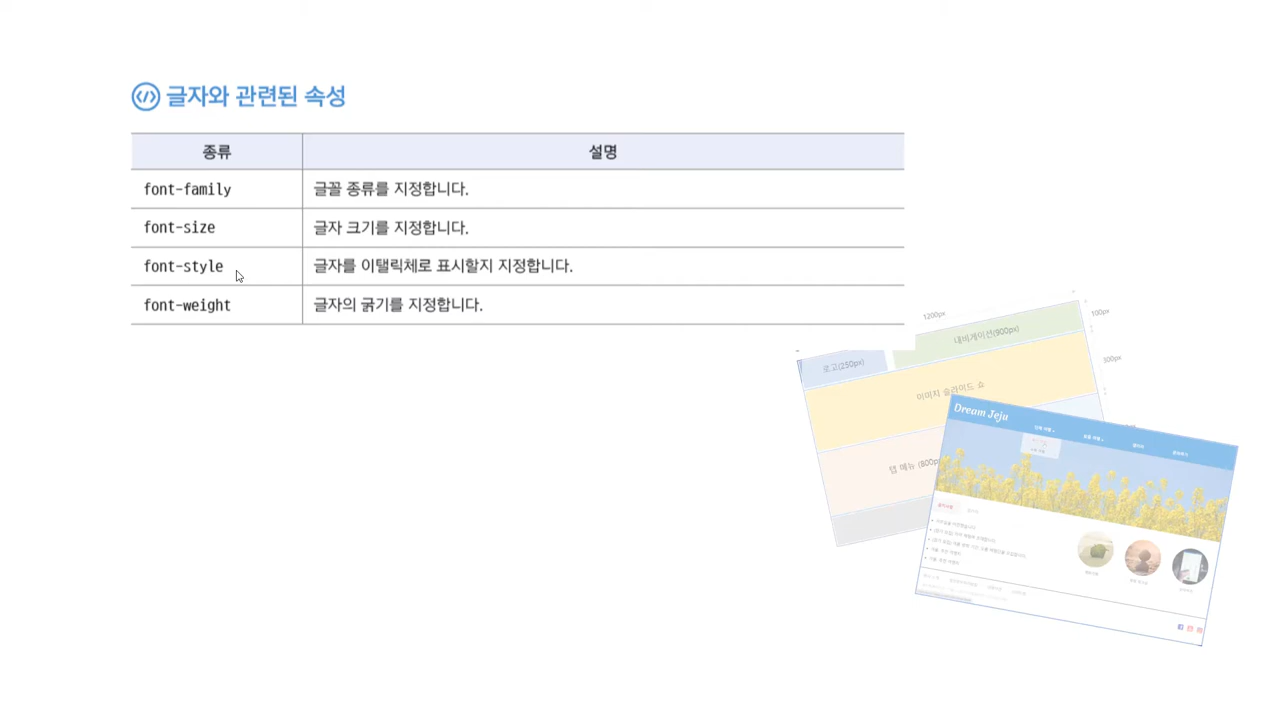 글자와 관련된 속성
종류 설명
font-family 글꼴 종류를 지정합니다.
font-size 글자 크기를 지정합니다.
font-style 글자를 이탤릭체로 표시할지 지정합니다.
font-weight 글자의 굵기를 지정합니다.
1200px
100px
내비게이션(900px)
로고(250px)
300px
이미지 슬라이드 쇼
탭 메뉴 (800p
Dream Jeju